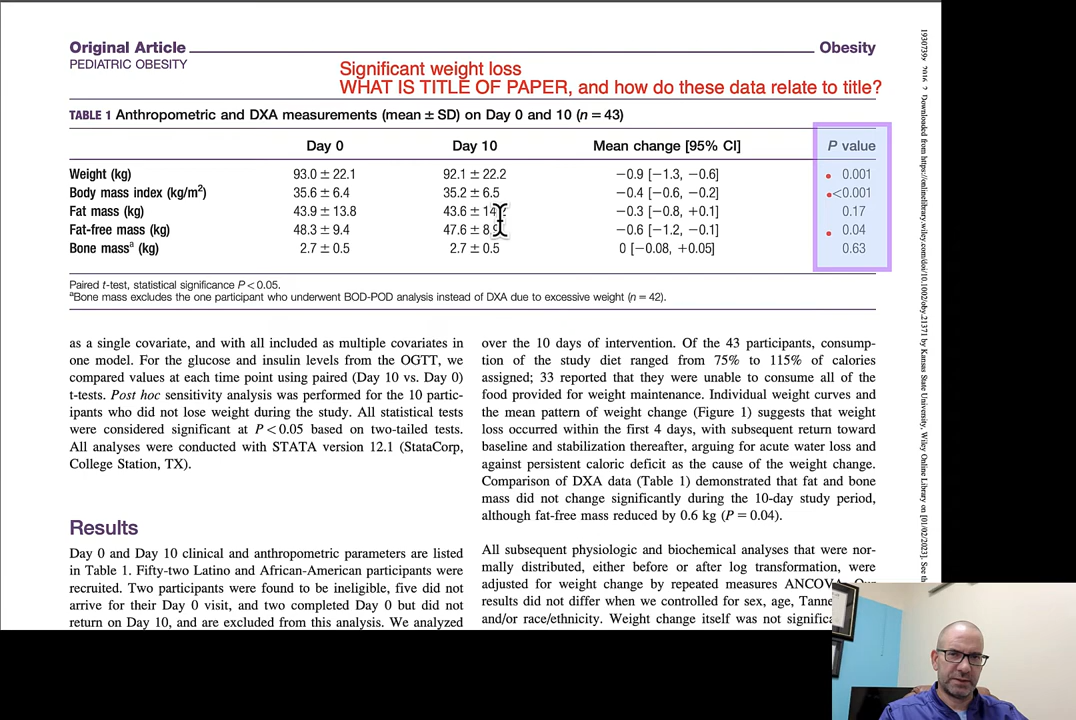 Original Article
Obesity
PEDIATRIC OBESITY
Significant weight loss
WHAT IS TITLE OF PAPER, and how do these data relate to title?
TABLE 1 Anthropometric and DXA measurements (mean ± SD) on Day 0 and 10 (n = 43)
Day 0 Day 10 Mean change [95% CI] P value
Weight (kg) 93.0 ± 22.1 92.1 ± 22.2 −0.9 [−1.3, −0.6] 0.001
Body mass index (kg/m²) 35.6 ± 6.4 35.2 ± 6.5 −0.4 [−0.6, −0.2] <0.001
Fat mass (kg) 43.9 ± 13.8 43.6 ± −0.3 [−0.8, +0.1] 0.17
Fat-free mass (kg) 48.3 ± 9.4 47.6 ± −0.6 [−1.2, −0.1] 0.04
Bone massᵃ (kg) 2.7 ± 0.5 2.7 ± 0.5 0 [−0.08, +0.05] 0.63
Paired t-test, statistical significance P < 0.05.
ᵃBone mass excludes the one participant who underwent BOD-POD analysis instead of DXA due to excessive weight (n = 42).
as a single covariate, and with all included as multiple covariates in
one model. For the glucose and insulin levels from the OGTT, we
compared values at each time point using paired (Day 10 vs. Day 0)
t-tests. Post hoc sensitivity analysis was performed for the 10 partic-
ipants who did not lose weight during the study. All statistical tests
were considered significant at P < 0.05 based on two-tailed tests.
All analyses were conducted with STATA version 12.1 (StataCorp,
College Station, TX).
Results
Day 0 and Day 10 clinical and anthropometric parameters are listed
in Table 1. Fifty-two Latino and African-American participants were
recruited. Two participants were found to be ineligible, five did not
arrive for their Day 0 visit, and two completed Day 0 but did not
return on Day 10, and are excluded from this analysis. We analyzed
over the 10 days of intervention. Of the 43 participants, consump-
tion of the study diet ranged from 75% to 115% of calories
assigned; 33 reported that they were unable to consume all of the
food provided for weight maintenance. Individual weight curves and
the mean pattern of weight change (Figure 1) suggests that weight
loss occurred within the first 4 days, with subsequent return toward
baseline and stabilization thereafter, arguing for acute water loss and
against persistent caloric deficit as the cause of the weight change.
Comparison of DXA data (Table 1) demonstrated that fat and bone
mass did not change significantly during the 10-day study period,
although fat-free mass reduced by 0.6 kg (P = 0.04).
All subsequent physiologic and biochemical analyses that were nor-
mally distributed, either before or after log transformation, were
adjusted for weight change by repeated measures ANCOVA.
results did not differ when we controlled for sex, age,
and/or race/ethnicity. Weight change itself was not
Downloaded from https://onlinelibrary.wiley.com/doi/10.1002/oby.21371 by Kansas State University, Wiley Online Library on [01/02/2023]. See